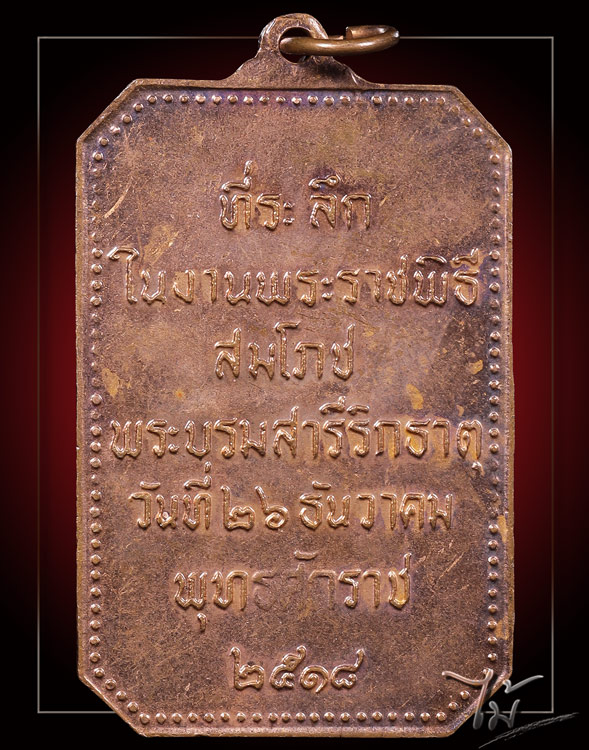 ที่ระลึก
ในงานพระราชพิธี
สมโภช
พระบรมสารีริกธาตุ
วันที่ ๒๖ ธันวาคม
พุทธศักราช
๒๕๑๘
ไม้